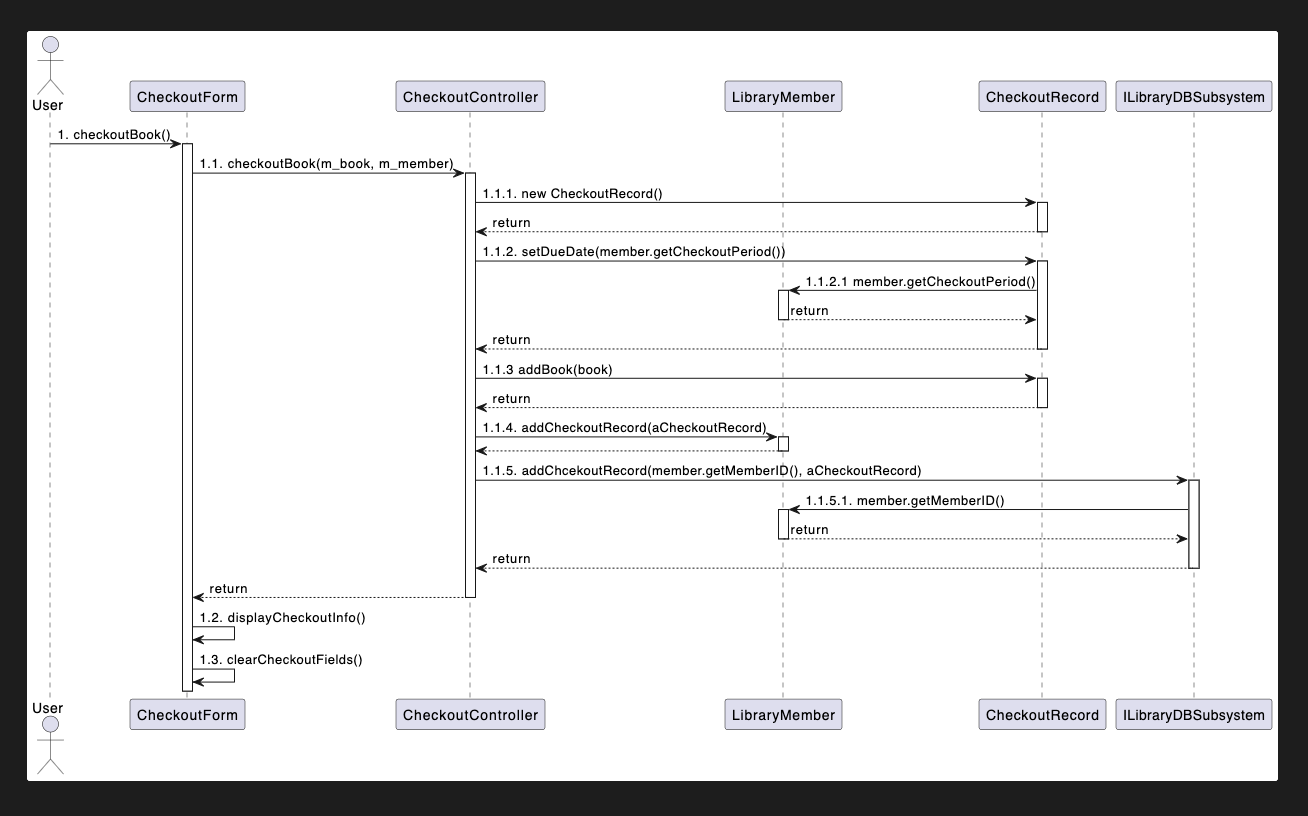 User
CheckoutForm
CheckoutController
LibraryMember
CheckoutRecord
ILibraryDBSubsystem
1. checkoutBook()
1.1. checkoutBook(m_book, m_member)
1.1.1. new CheckoutRecord()
return
1.1.2. setDueDate(member.getCheckoutPeriod())
1.1.2.1 member.getCheckoutPeriod()
return
return
1.1.3 addBook(book)
return
1.1.4. addCheckoutRecord(aCheckoutRecord)
1.1.5. addChcekoutRecord(member.getMemberID(), aCheckoutRecord)
1.1.5.1. member.getMemberID()
return
return
return
1.2. displayCheckoutInfo()
1.3. clearCheckoutFields()
User
CheckoutForm
CheckoutController
LibraryMember
CheckoutRecord
ILibraryDBSubsystem